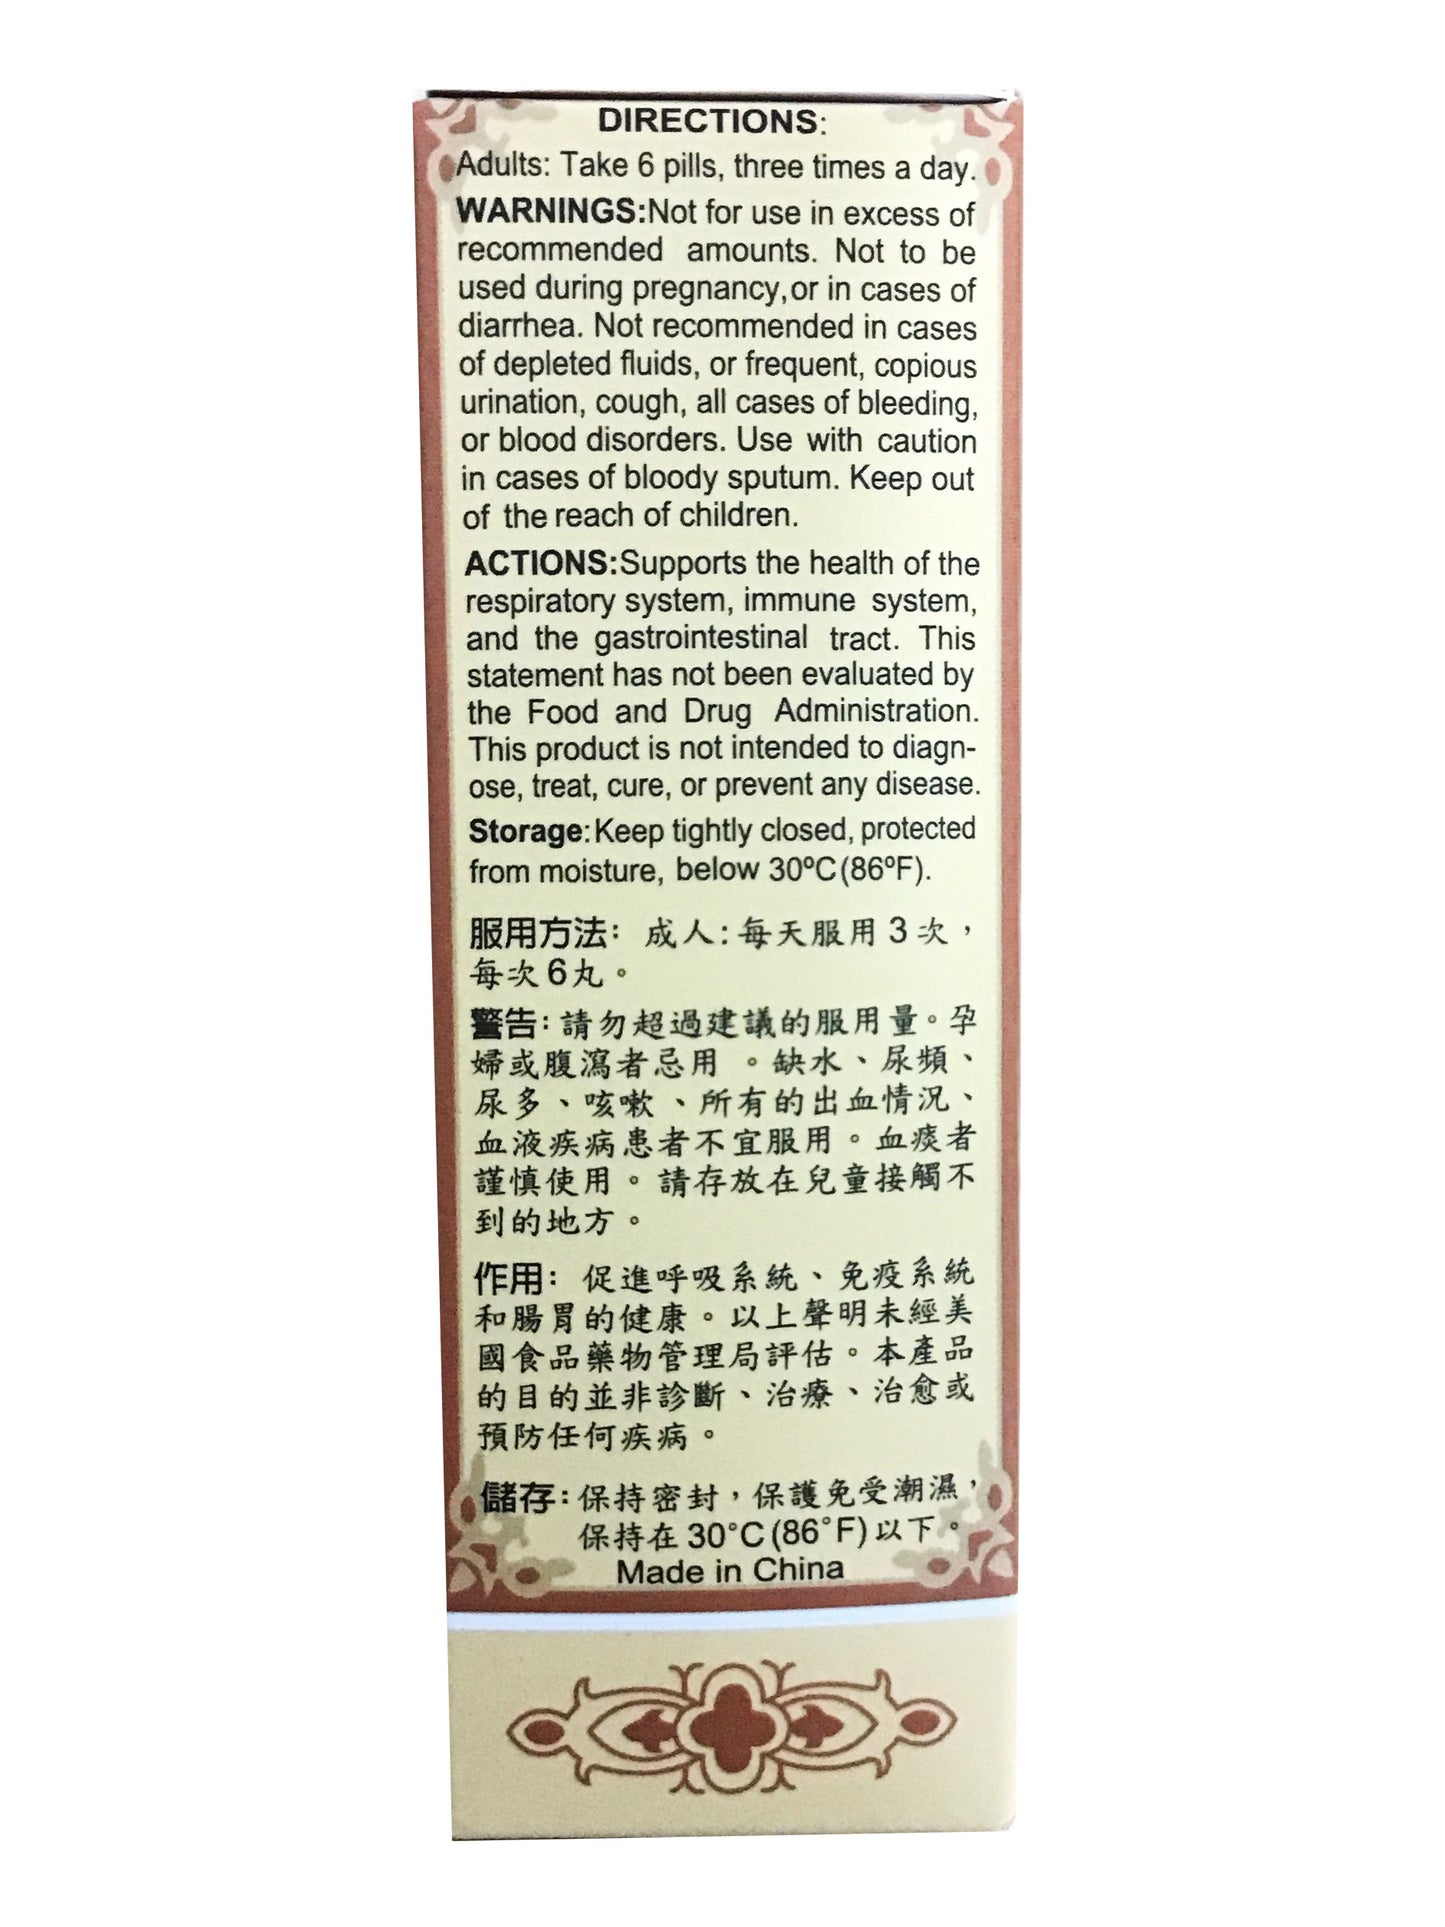 DIRECTIONS:
Adults: Take 6 pills, three times a day.
WARNINGS:Not for use in excess of
recommended amounts. Not to be
used during pregnancy,or in cases of
diarrhea. Not recommended in cases
of depleted fluids, or frequent, copious
urination, cough, all cases of bleeding,
or blood disorders. Use with caution
in cases of bloody sputum. Keep out
of the reach of children.
ACTIONS:Supports the health of the
respiratory system, immune system,
and the gastrointestinal tract. This
statement has not been evaluated by
the Food and Drug Administration.
This product is not intended to diagn-
ose, treat, cure, or prevent any disease.
Storage:Keep tightly closed, protected
from moisture, below 30ºC(86ºF).
服用方法：成人:每天服用3次，
每次6丸。
警告：請勿超過建議的服用量。孕
婦或腹瀉者忌用。缺水、尿頻、
尿多、咳嗽、所有的出血情況、
血液疾病患者不宜服用。血痰者
謹慎使用。請存放在兒童接觸不
到的地方。
作用：促進呼吸系統、免疫系統
和腸胃的健康。以上聲明未經美
國食品藥物管理局評估。本產品
的目的並非診斷、治療、治愈或
預防任何疾病。
儲存：保持密封，保護免受潮濕，
保持在30°C(86°F)以下。
Made in China